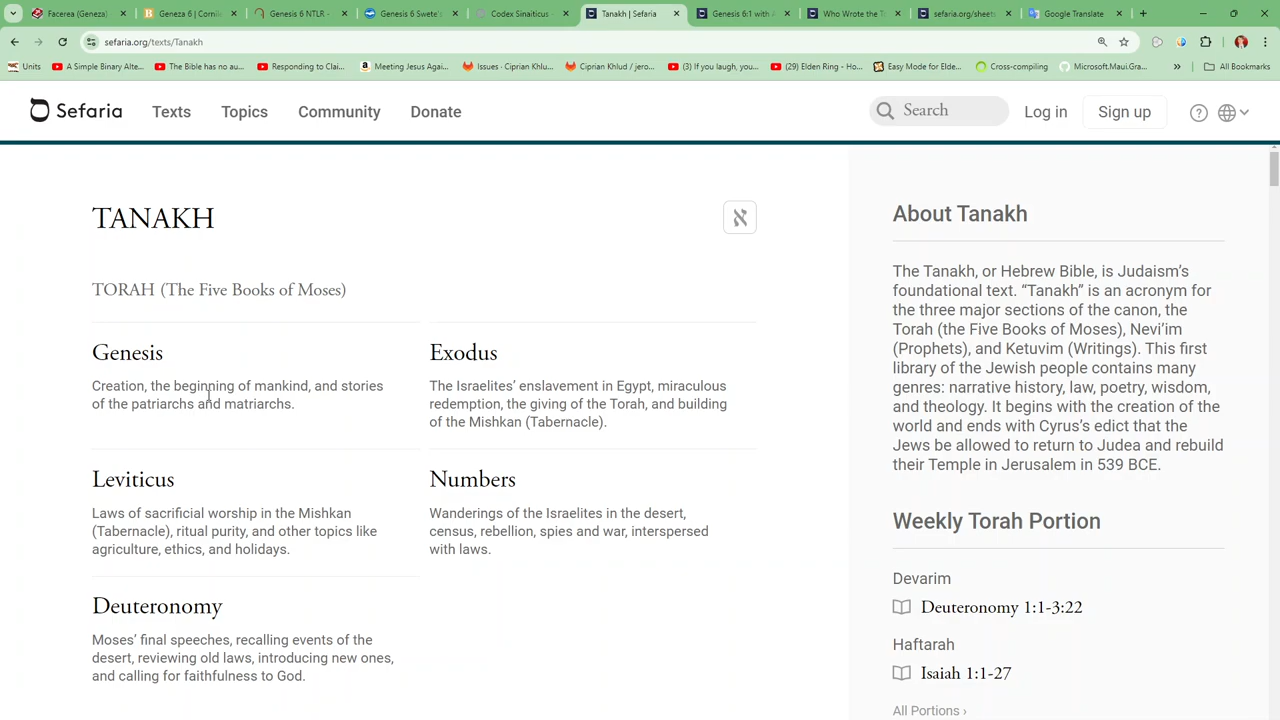 Facerea (Geneza)
Geneza 6 | Cornile
Genesis 6 NTLR -
Genesis 6 Swete's
Codex Sinaiticus -
Tanakh | Sefaria
Genesis 6:1 with A
Who Wrote the T
sefaria.org/sheets
Google Translate
sefaria.org/texts/Tanakh
Units
A Simple Binary Alte...
The Bible has no au...
Responding to Clai...
Meeting Jesus Agai...
Issues · Ciprian Khlu...
Ciprian Khlud / jero...
(3) If you laugh, you...
(29) Elden Ring - Ho...
Easy Mode for Elde...
Cross-compiling
Microsoft.Maui.Gra...
»
All Bookmarks
Sefaria
Texts
Topics
Community
Donate
Search
Log in
Sign up
TANAKH
א
TORAH (The Five Books of Moses)
Genesis
Creation, the beginning of mankind, and stories
of the patriarchs and matriarchs.
Exodus
The Israelites’ enslavement in Egypt, miraculous
redemption, the giving of the Torah, and building
of the Mishkan (Tabernacle).
Leviticus
Laws of sacrificial worship in the Mishkan
(Tabernacle), ritual purity, and other topics like
agriculture, ethics, and holidays.
Numbers
Wanderings of the Israelites in the desert,
census, rebellion, spies and war, interspersed
with laws.
Deuteronomy
Moses’ final speeches, recalling events of the
desert, reviewing old laws, introducing new ones,
and calling for faithfulness to God.
About Tanakh
The Tanakh, or Hebrew Bible, is Judaism’s
foundational text. “Tanakh” is an acronym for
the three major sections of the canon, the
Torah (the Five Books of Moses), Nevi’im
(Prophets), and Ketuvim (Writings). This first
library of the Jewish people contains many
genres: narrative history, law, poetry, wisdom,
and theology. It begins with the creation of the
world and ends with Cyrus’s edict that the
Jews be allowed to return to Judea and rebuild
their Temple in Jerusalem in 539 BCE.
Weekly Torah Portion
Devarim
Deuteronomy 1:1-3:22
Haftarah
Isaiah 1:1-27
All Portions ›